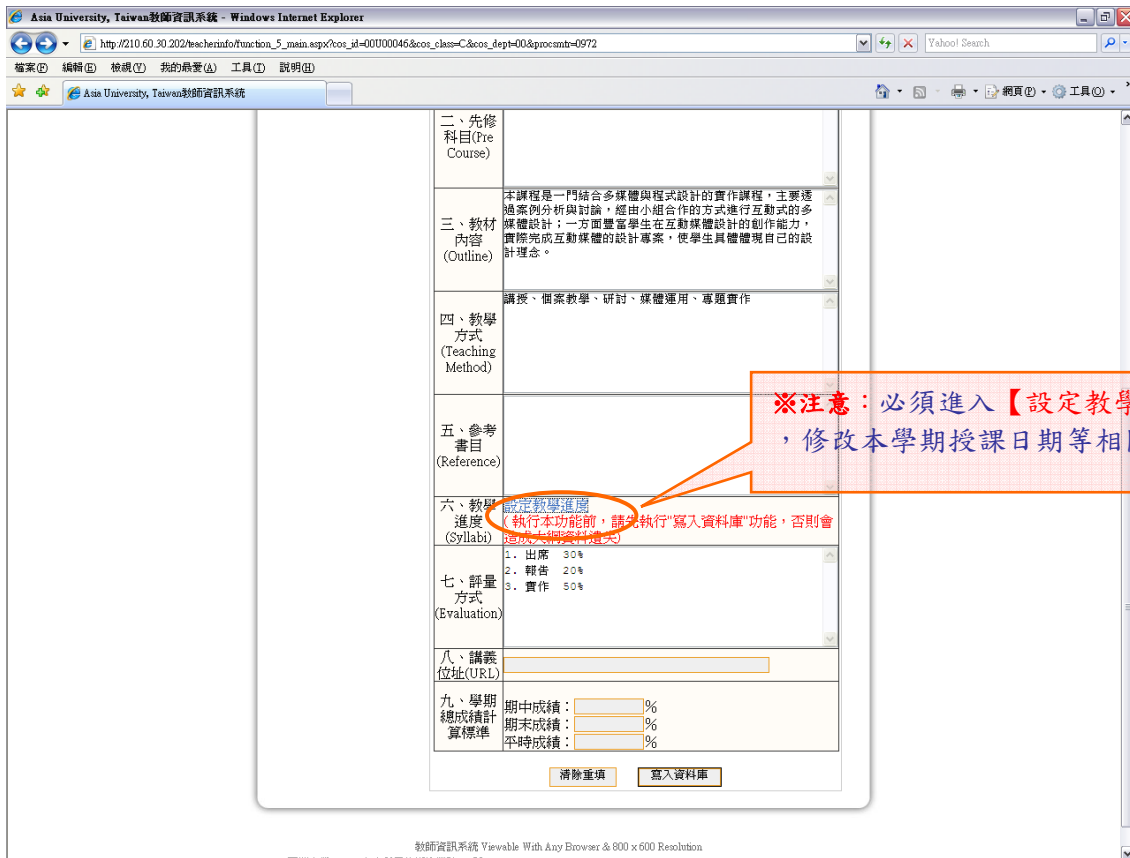 Asia University, Taiwan教師資訊系統 - Windows Internet Explorer
http://210.60.30.202/teacherinfo/function_5_main.aspx?cos_id=00U00046&cos_class=C&cos_dept=00&procsmtr=0972
Yahoo! Search
檔案(F) 編輯(E) 檢視(V) 我的最愛(A) 工具(T) 說明(H)
Asia University, Taiwan教師資訊系統
網頁(P)
工具(O)
二、先修
科目(Pre
Course)
三、教材
內容
(Outline)
本課程是一門結合多媒體與程式設計的實作課程，主要透
過案例分析與討論，經由小組合作的方式進行互動式的多
媒體設計；一方面豐富學生在互動媒體設計的創作能力，
實際完成互動媒體的設計專案，使學生具體體現自己的設
計理念。
四、教學
方式
(Teaching
Method)
講授、個案教學、研討、媒體運用、專題實作
※注意：必須進入【設定教學
，修改本學期授課日期等相
五、參考
書目
(Reference)
六、教學
進度
(Syllabi)
設定教學進度
( 執行本功能前，請先執行"寫入資料庫"功能，否則會
造成大綱資料遺失)
七、評量
方式
(Evaluation)
1. 出席 30%
2. 報告 20%
3. 實作 50%
八、講義
位址(URL)
九、學期
總成績計
算標準
期中成績： %
期末成績： %
平時成績： %
清除重填 寫入資料庫
教師資訊系統 Viewable With Any Browser & 800 x 600 Resolution